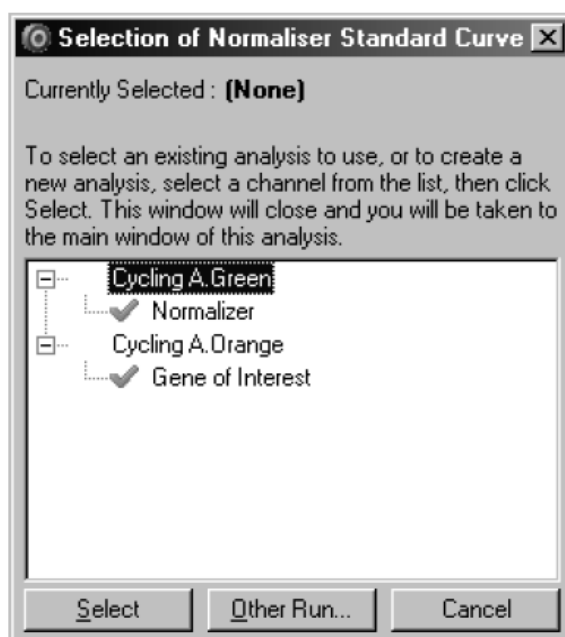 Selection of Normaliser Standard Curve
Currently Selected : (None)
To select an existing analysis to use, or to create a
new analysis, select a channel from the list, then click
Select. This window will close and you will be taken to
the main window of this analysis.
Cycling A.Green
Normalizer
Cycling A.Orange
Gene of Interest
Select Other Run... Cancel